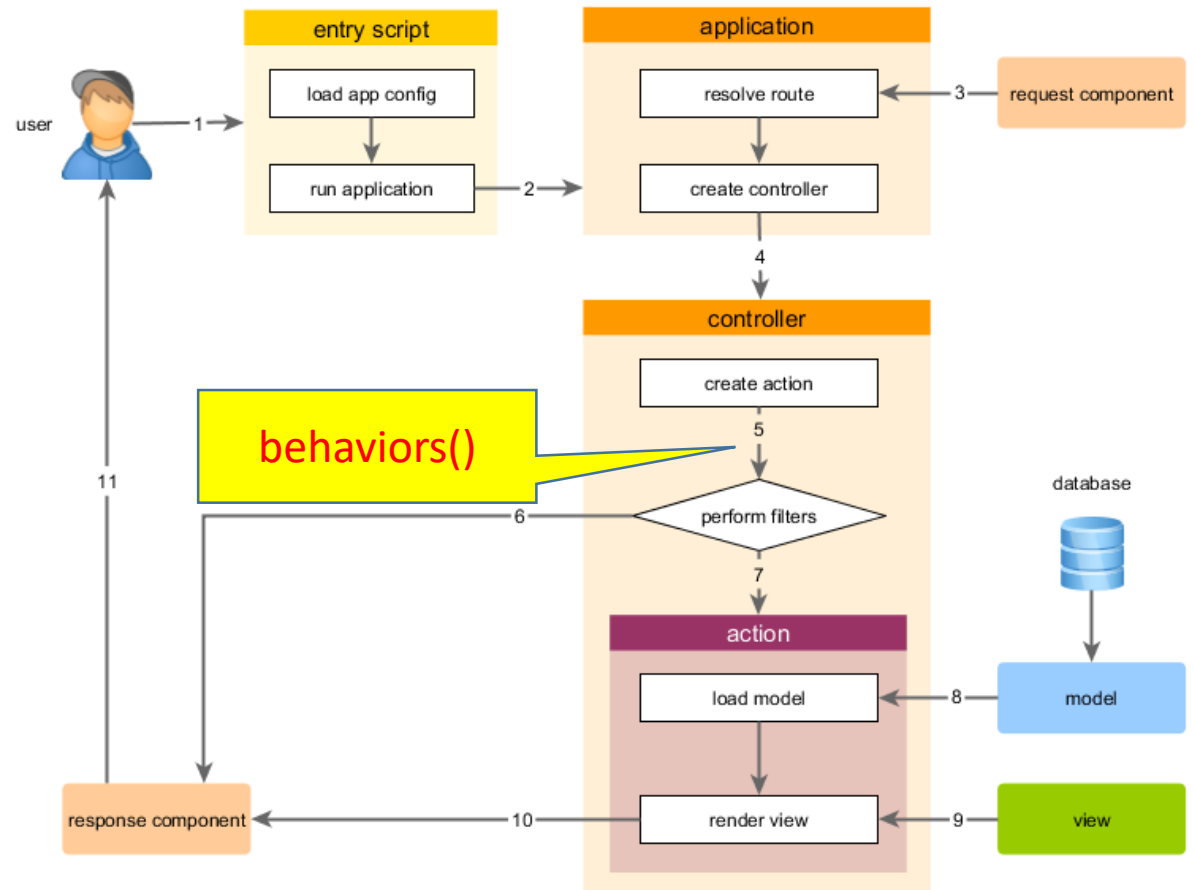 entry script
application
load app config
resolve route
3
request component
user
1
run application
2
create controller
4
controller
create action
behaviors()
5
11
database
6
perform filters
7
action
load model
8
model
response component
10
render view
9
view